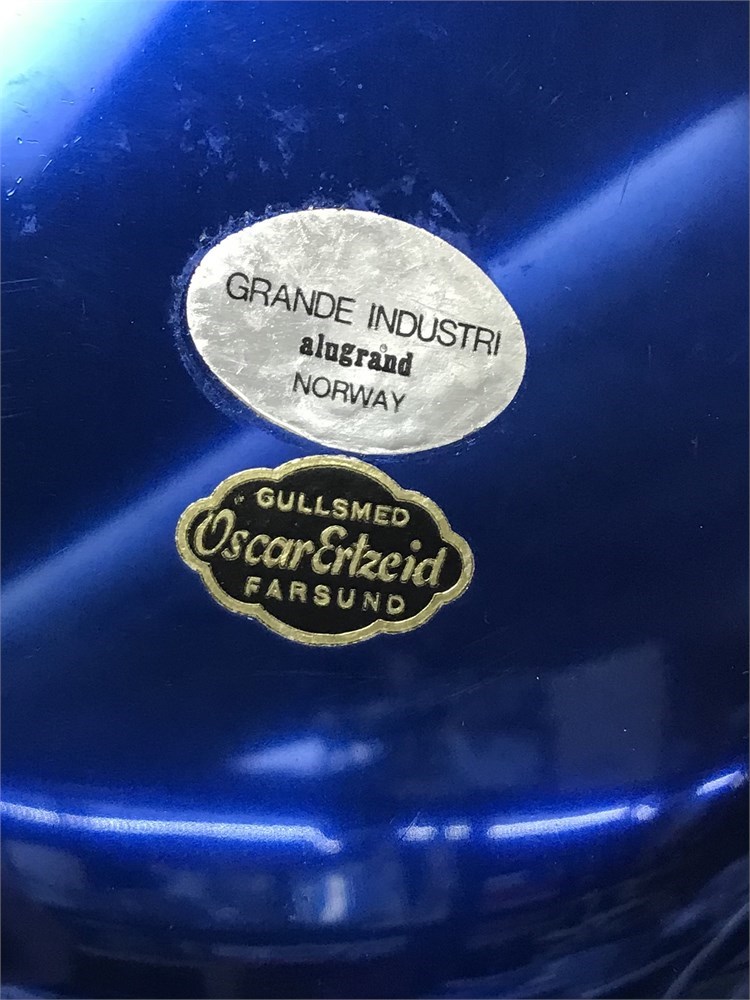 GRANDE INDUSTRI
alugrand
NORWAY
GULLSMED
Oscar Ertzeid
FARSUND